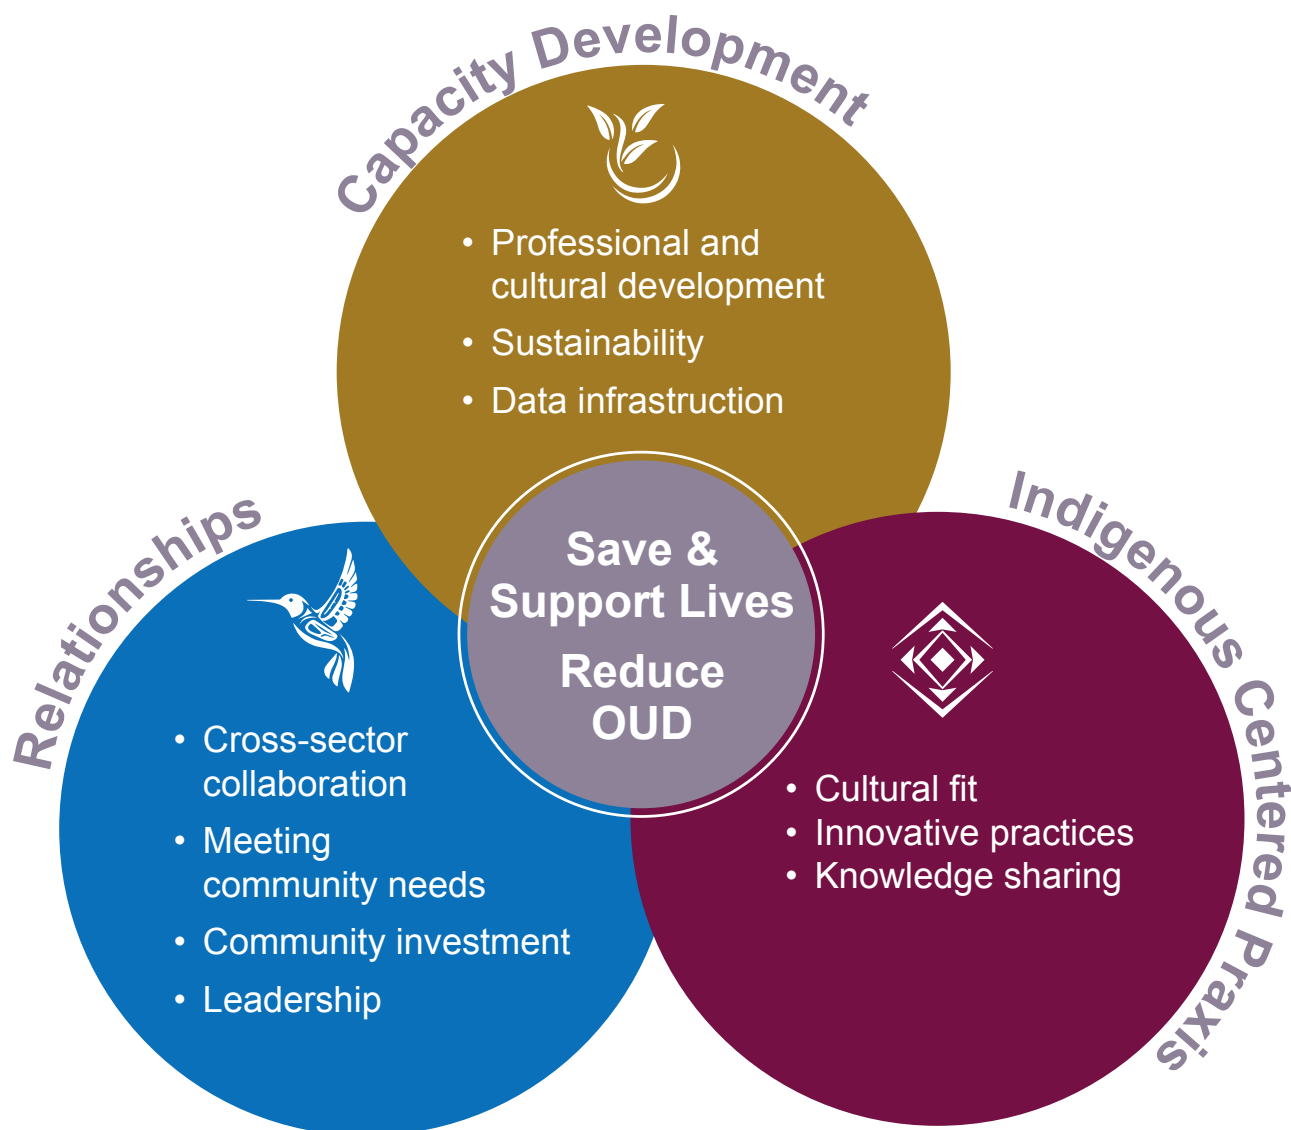 Capacity Development
• Professional and
cultural development
• Sustainability
• Data infrastruction
Save &
Support Lives
Reduce
OUD
Relationships
• Cross-sector
collaboration
• Meeting
community needs
• Community investment
• Leadership
Indigenous Centered Praxis
• Cultural fit
• Innovative practices
• Knowledge sharing